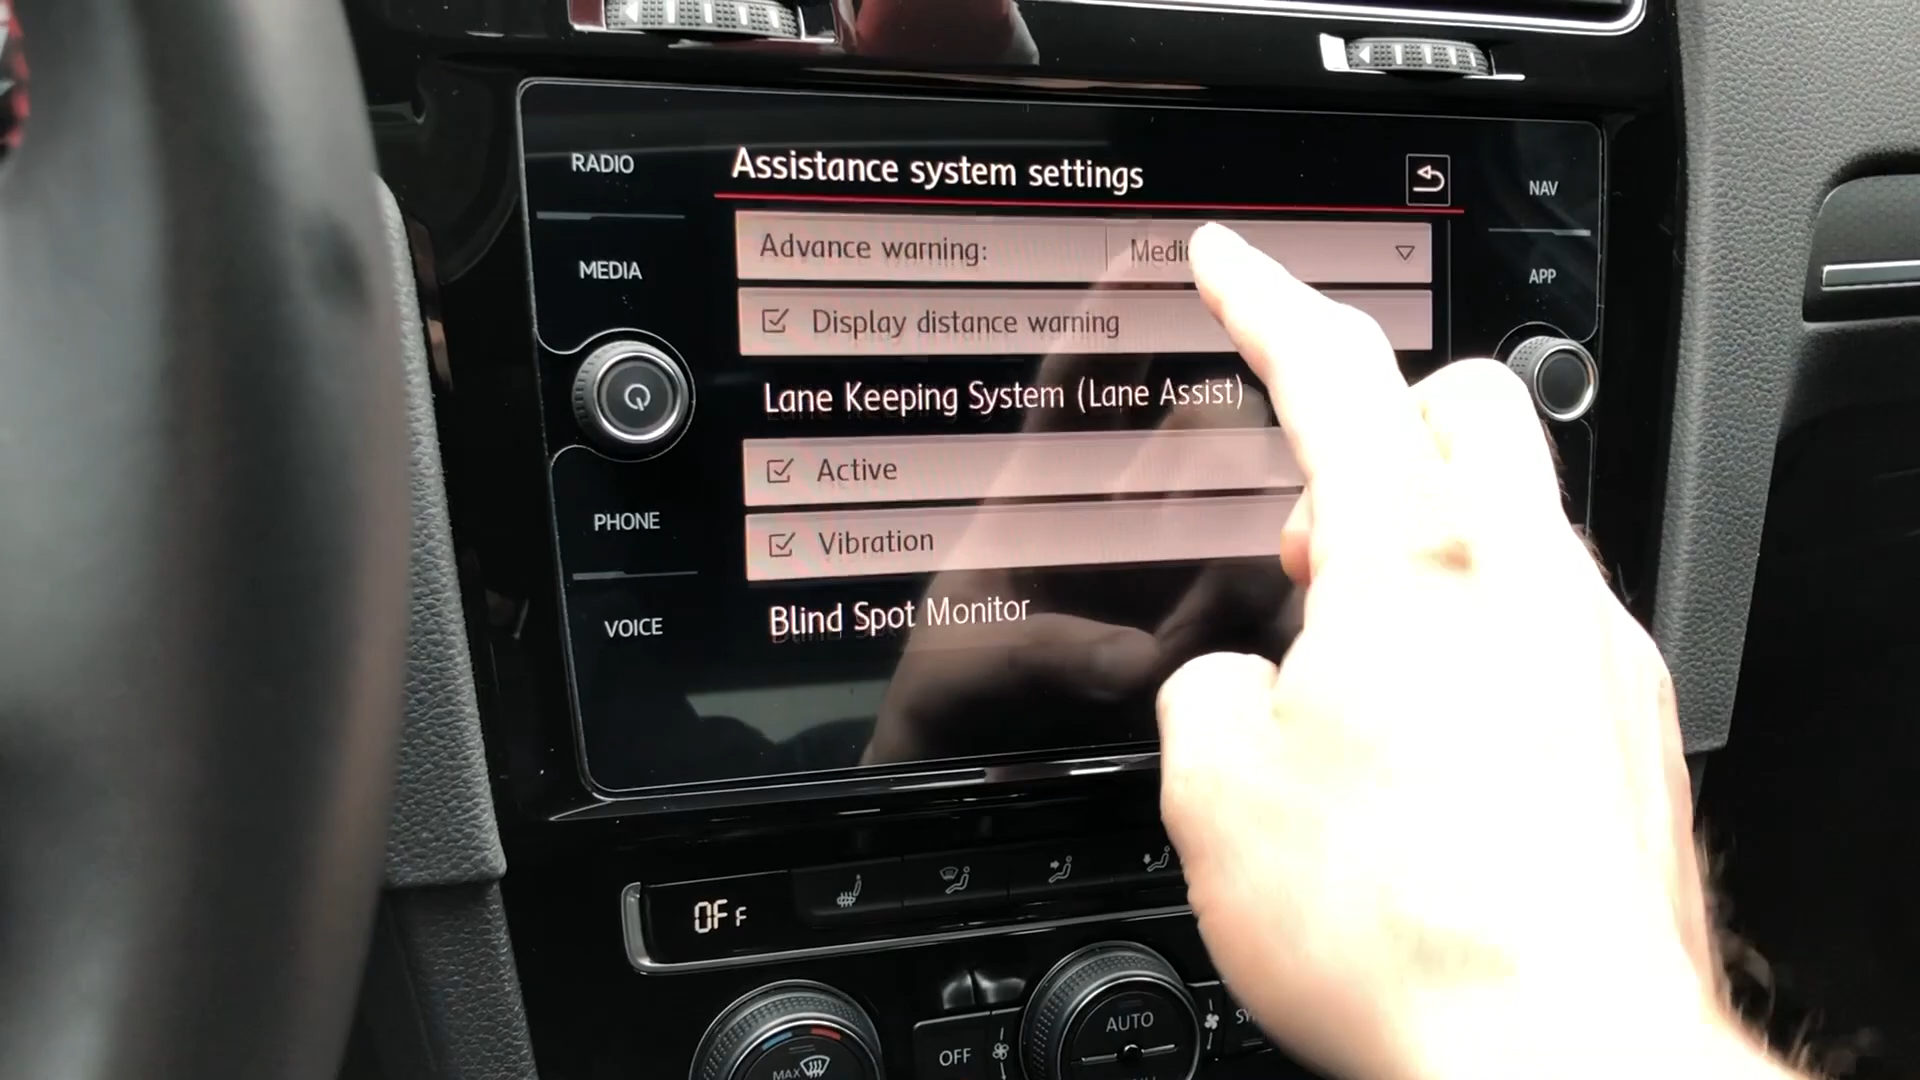 RADIO
MEDIA
PHONE
VOICE
Assistance system settings
Advance warning:
Display distance warning
Lane Keeping System (Lane Assist)
Active
Vibration
Blind Spot Monitor
NAV
APP
OFF
AUTO
OFF
MAX